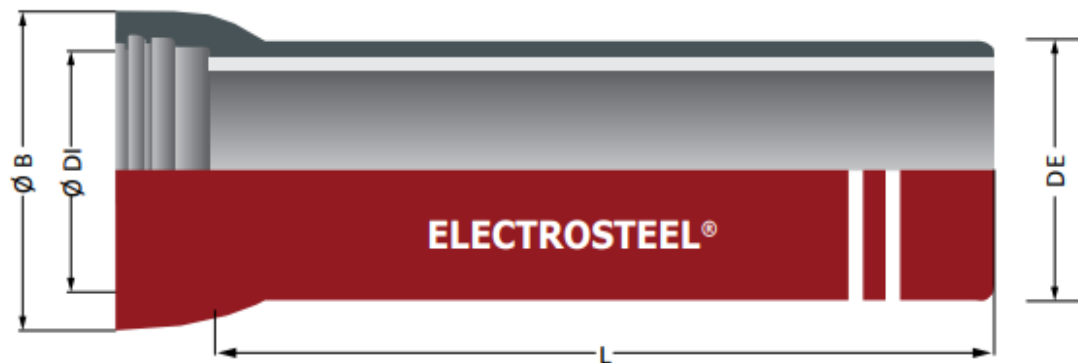 Ø B
Ø DI
ELECTROSTEEL®
DE
L